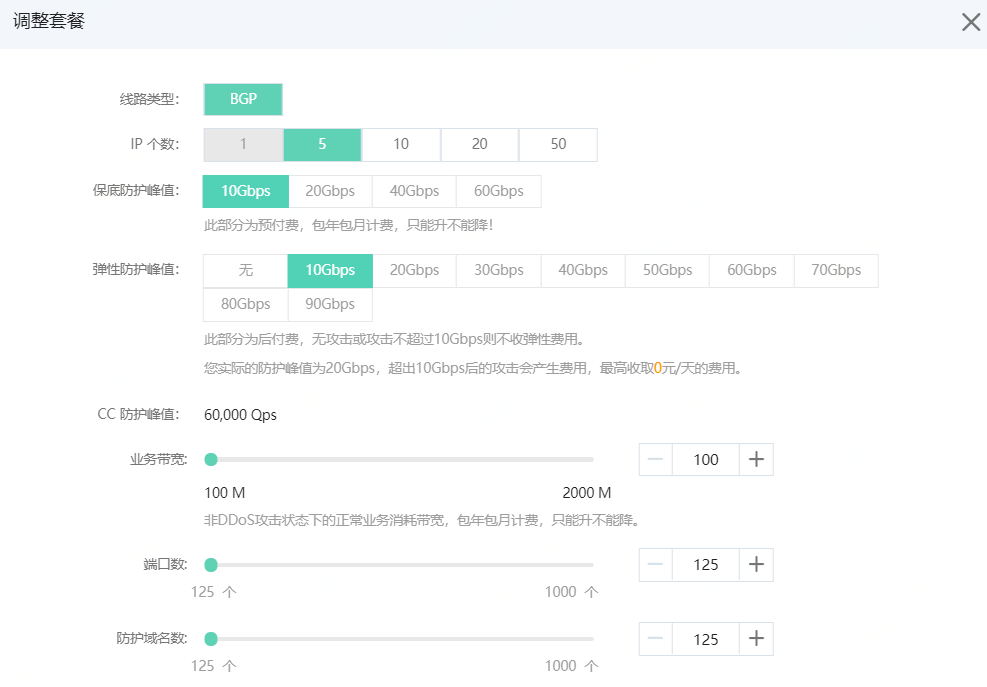 调整套餐
线路类型: BGP
IP 个数: 1 5 10 20 50
保底防护峰值: 10Gbps 20Gbps 40Gbps 60Gbps
此部分为预付费，包年包月计费，只能升不能降！
弹性防护峰值: 无 10Gbps 20Gbps 30Gbps 40Gbps 50Gbps 60Gbps 70Gbps
80Gbps 90Gbps
此部分为后付费，无攻击或攻击不超过10Gbps则不收弹性费用。
您实际的防护峰值为20Gbps，超出10Gbps后的攻击会产生费用，最高收取0元/天的费用。
CC 防护峰值: 60,000 Qps
业务带宽: 100
100 M 2000 M
非DDoS攻击状态下的正常业务消耗带宽，包年包月计费，只能升不能降。
端口数: 125
125 个 1000 个
防护域名数: 125
125 个 1000 个